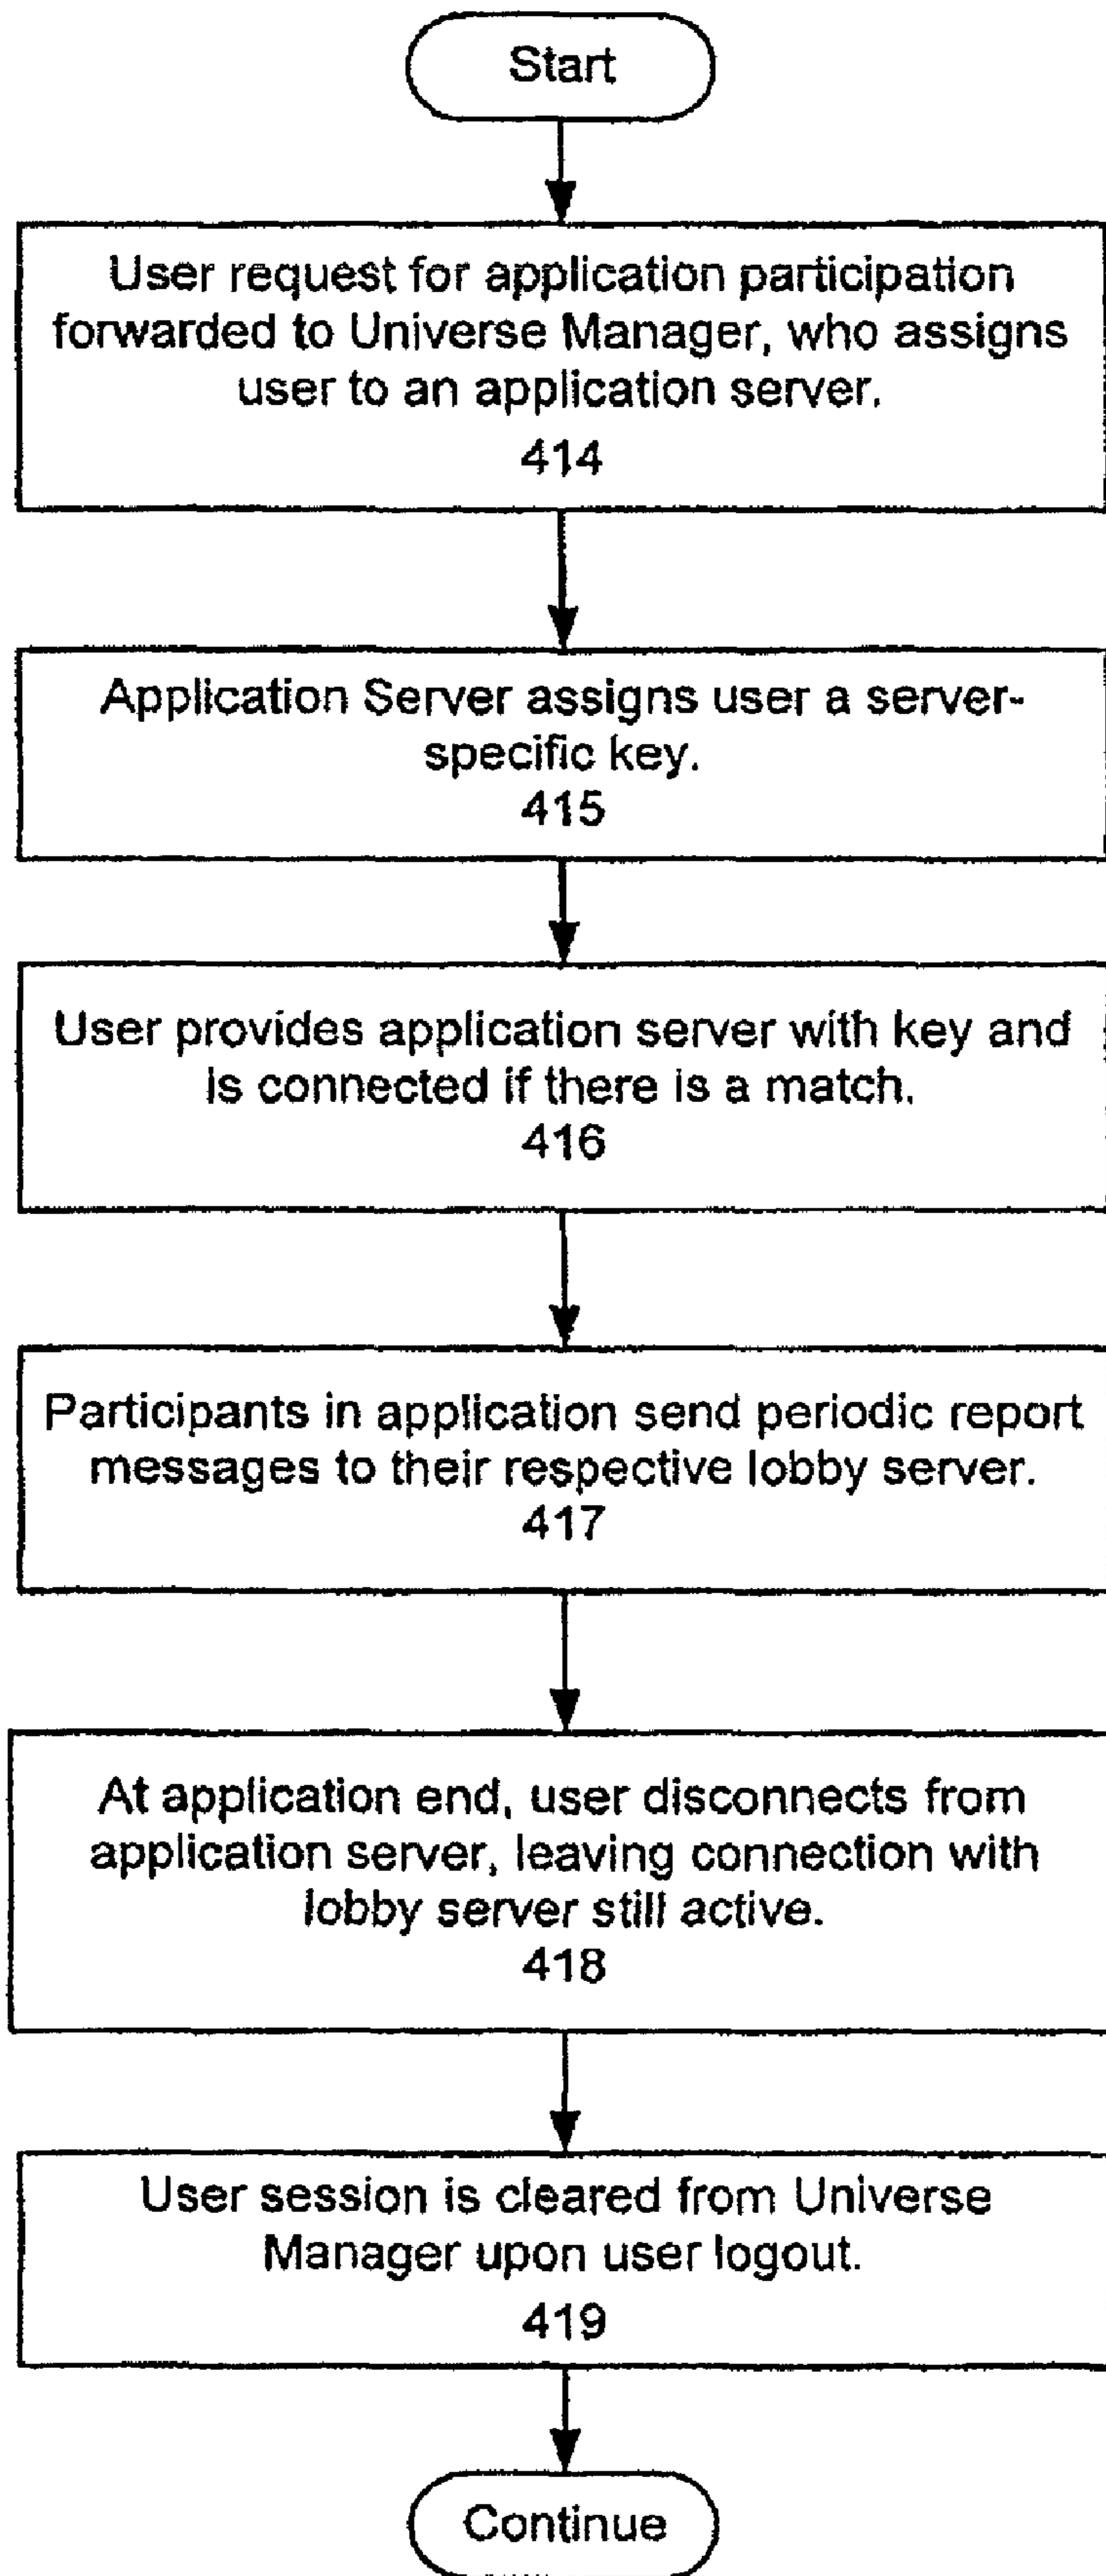 Start
User request for application participation
forwarded to Universe Manager, who assigns
user to an application server.
414
Application Server assigns user a server-
specific key.
415
User provides application server with key and
is connected if there is a match.
416
Participants in application send periodic report
messages to their respective lobby server.
417
At application end, user disconnects from
application server, leaving connection with
lobby server still active.
418
User session is cleared from Universe
Manager upon user logout.
419
Continue